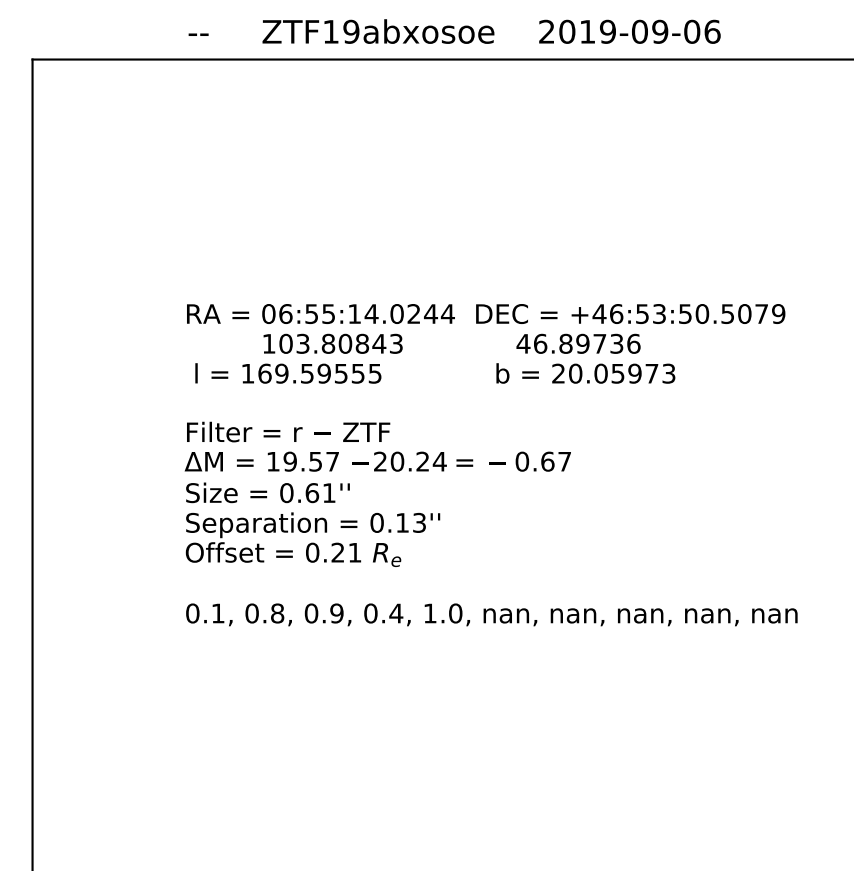 -- ZTF19abxosoe 2019-09-06
RA = 06:55:14.0244 DEC = +46:53:50.5079
103.80843 46.89736
l = 169.59555 b = 20.05973
Filter = r − ZTF
ΔM = 19.57 −20.24 = − 0.67
Size = 0.61''
Separation = 0.13''
Offset = 0.21 Re
0.1, 0.8, 0.9, 0.4, 1.0, nan, nan, nan, nan, nan